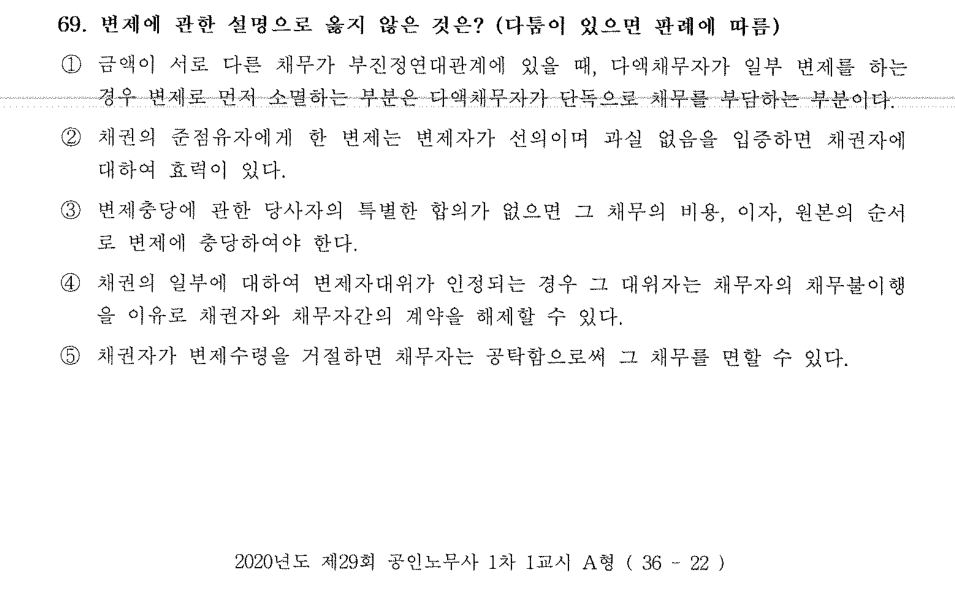 69. 변제에 관한 설명으로 옳지 않은 것은? (다툼이 있으면 판례에 따름)
① 금액이 서로 다른 채무가 부진정연대관계에 있을 때, 다액채무자가 일부 변제를 하는
경우 변제로 먼저 소멸하는 부분은 다액채무자가 단독으로 채무를 부담하는 부분이다.
② 채권의 준점유자에게 한 변제는 변제자가 선의이며 과실 없음을 입증하면 채권자에
대하여 효력이 있다.
③ 변제충당에 관한 당사자의 특별한 합의가 없으면 그 채무의 비용, 이자, 원본의 순서
로 변제에 충당하여야 한다.
④ 채권의 일부에 대하여 변제자대위가 인정되는 경우 그 대위자는 채무자의 채무불이행
을 이유로 채권자와 채무자간의 계약을 해제할 수 있다.
⑤ 채권자가 변제수령을 거절하면 채무자는 공탁함으로써 그 채무를 면할 수 있다.
2020년도 제29회 공인노무사 1차 1교시 A형 ( 36 - 22 )